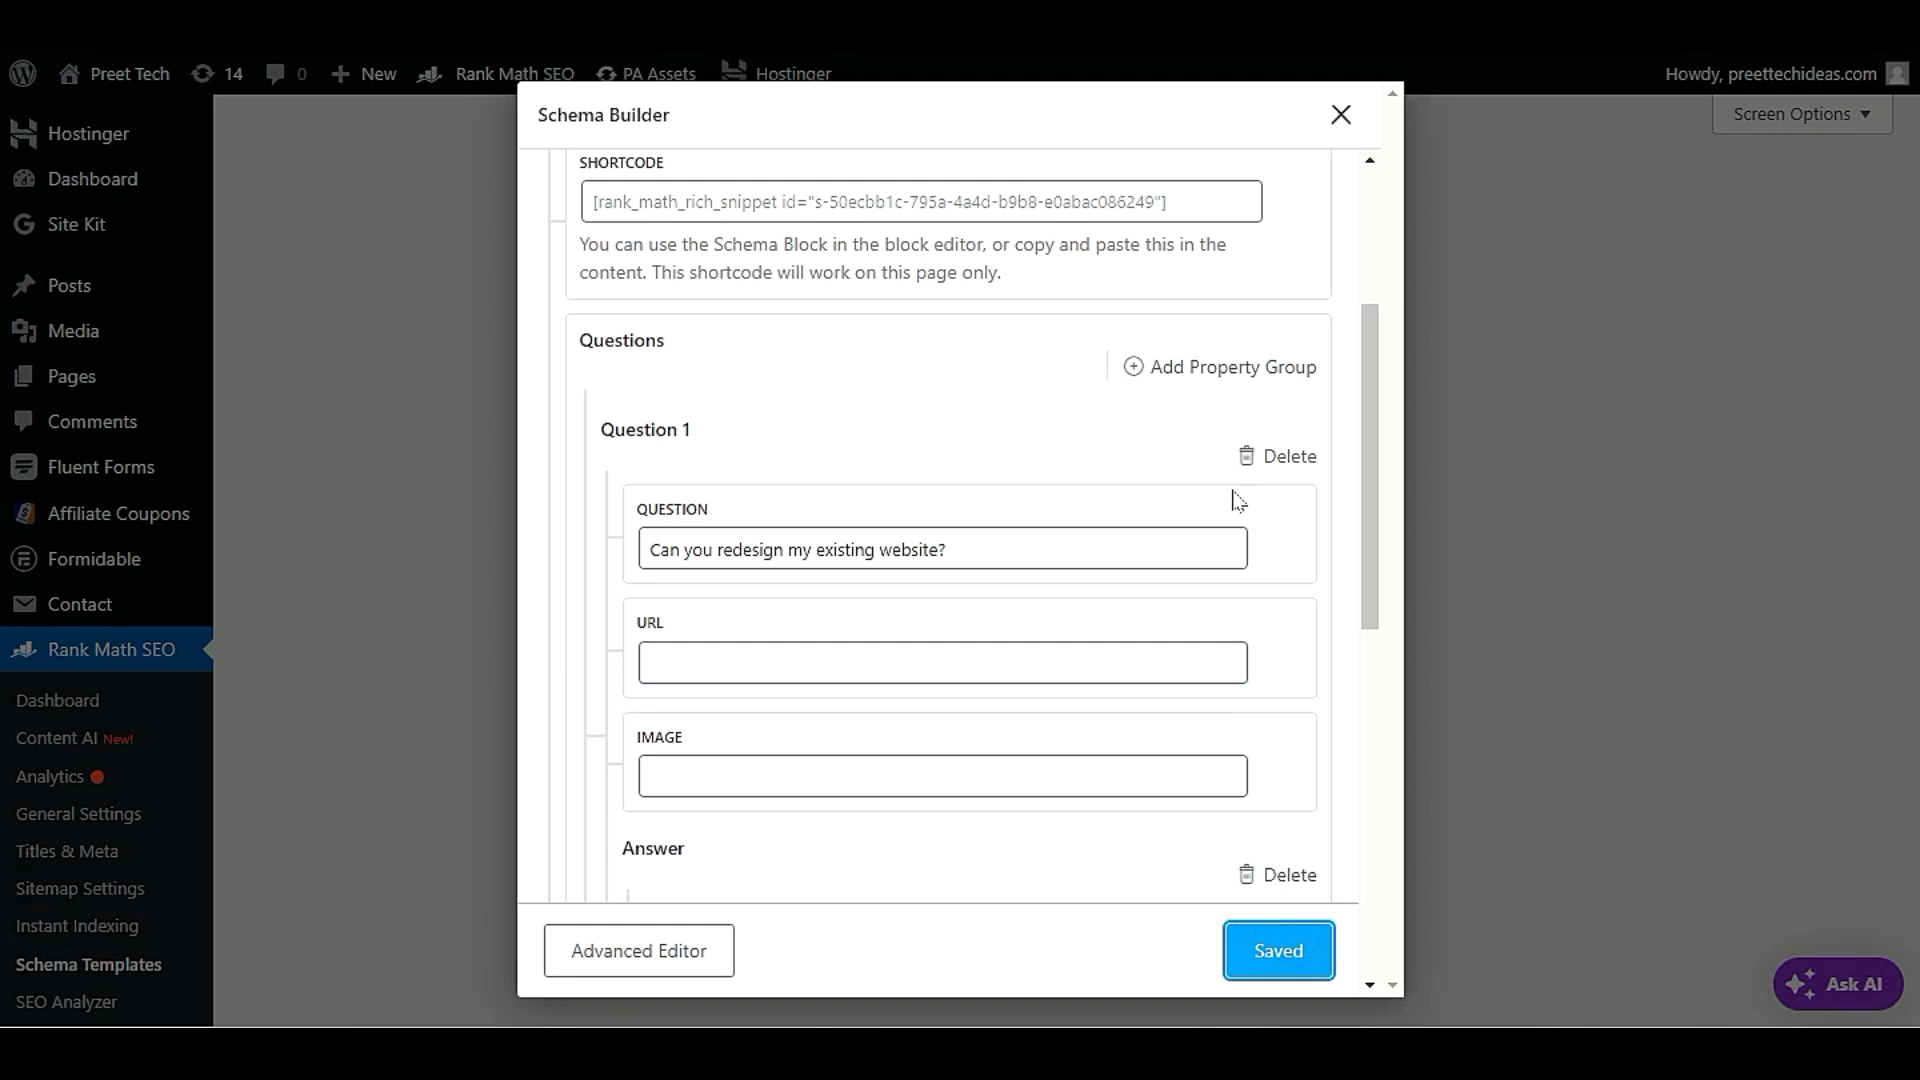 Preet Tech 14 0 New Rank Math SEO PA Assets Hostinger Howdy, preettechideas.com
Screen Options
Hostinger
Dashboard
Site Kit
Posts
Media
Pages
Comments
Fluent Forms
Affiliate Coupons
Formidable
Contact
Rank Math SEO
Dashboard
Content AI New!
Analytics
General Settings
Titles & Meta
Sitemap Settings
Instant Indexing
Schema Templates
SEO Analyzer
Schema Builder
SHORTCODE
[rank_math_rich_snippet id="s-50ecbb1c-795a-4a4d-b9b8-e0abac086249"]
You can use the Schema Block in the block editor, or copy and paste this in the
content. This shortcode will work on this page only.
Questions
Add Property Group
Question 1
Delete
QUESTION
Can you redesign my existing website?
URL
IMAGE
Answer
Delete
Advanced Editor
Saved
Ask AI